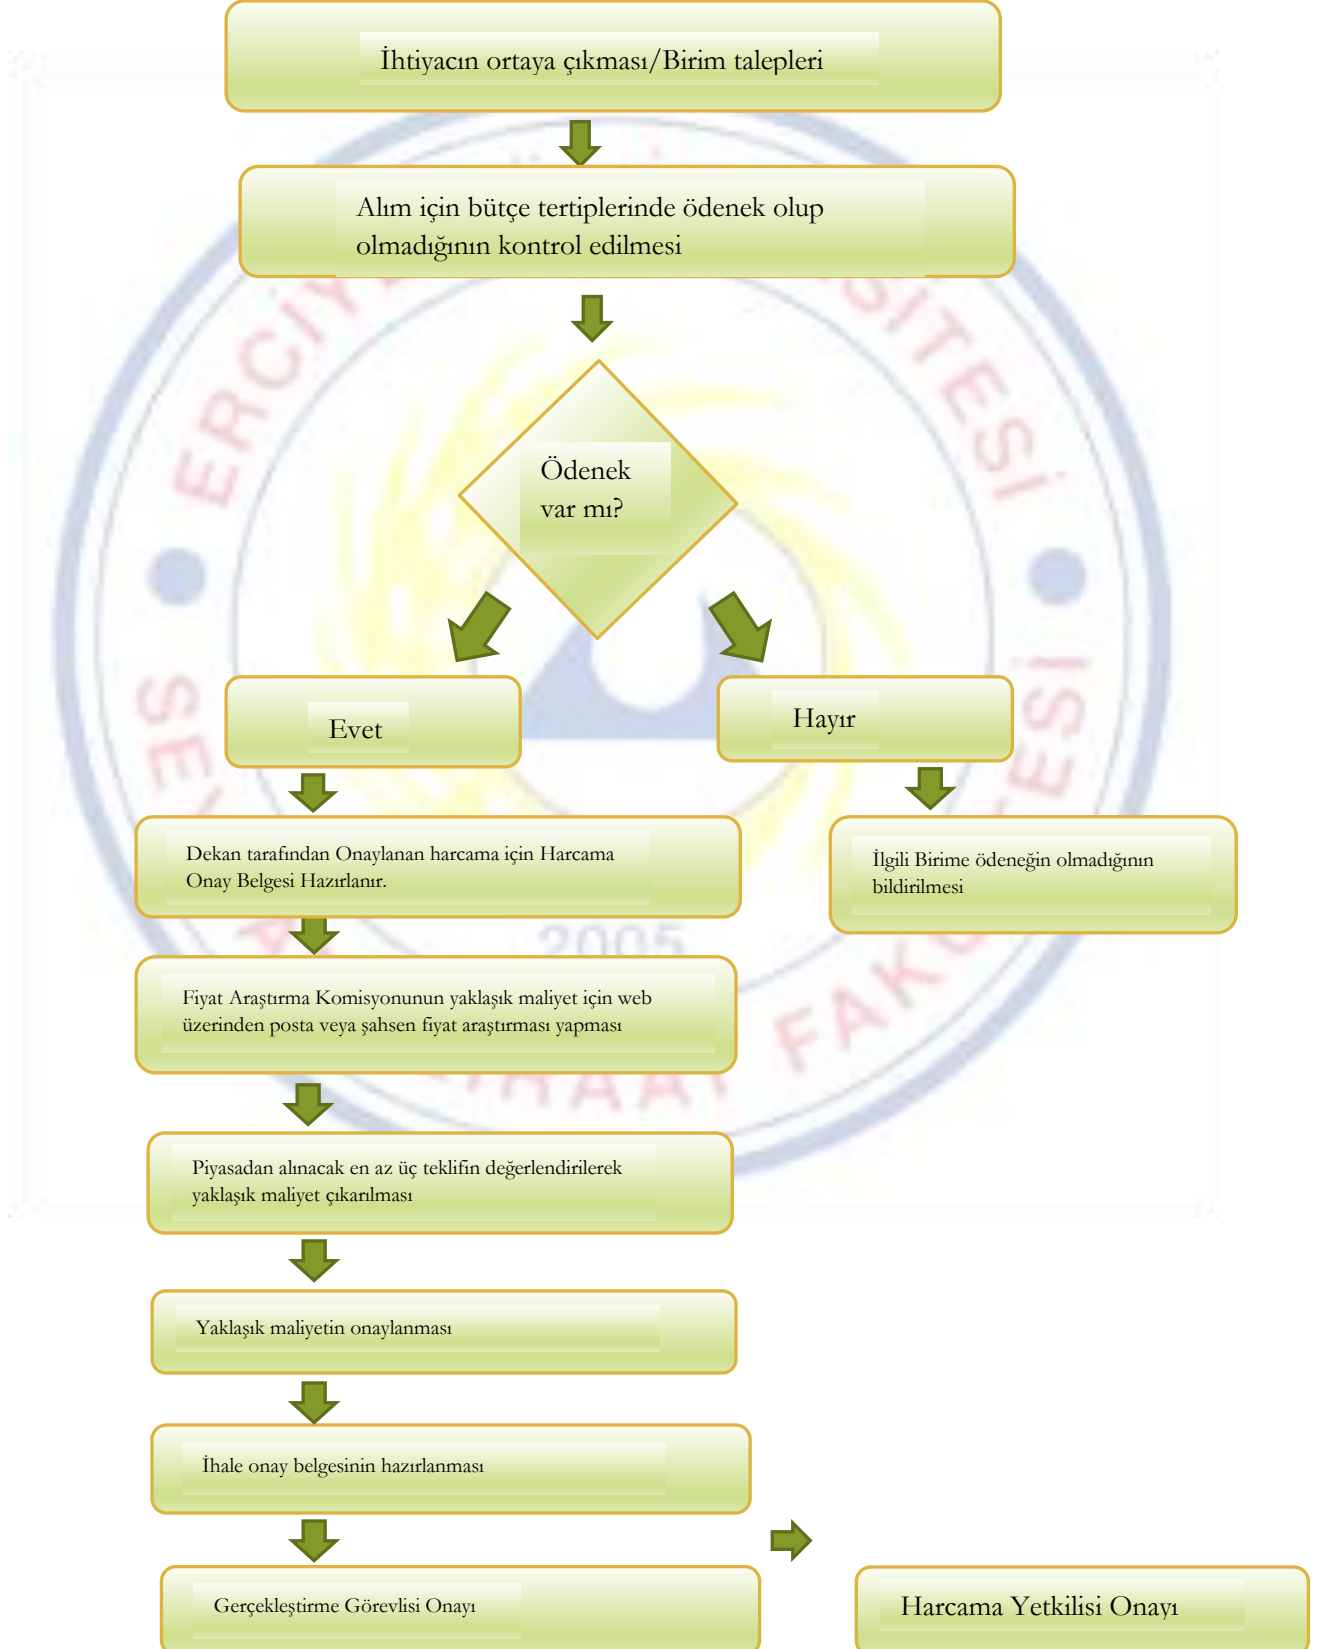 İhtiyacın ortaya çıkması/Birim talepleri
Alım için bütçe tertiplerinde ödenek olup
olmadığının kontrol edilmesi
Ödenek
var mı?
Evet
Hayır
Dekan tarafından Onaylanan harcama için Harcama
Onay Belgesi Hazırlanır.
İlgili Birime ödeneğin olmadığının
bildirilmesi
2005
Fiyat Araştırma Komisyonunun yaklaşık maliyet için web
üzerinden posta veya şahsen fiyat araştırması yapması
Piyasadan alınacak en az üç teklifin değerlendirilerek
yaklaşık maliyet çıkarılması
Yaklaşık maliyetin onaylanması
İhale onay belgesinin hazırlanması
Gerçekleştirme Görevlisi Onayı
Harcama Yetkilisi Onayı